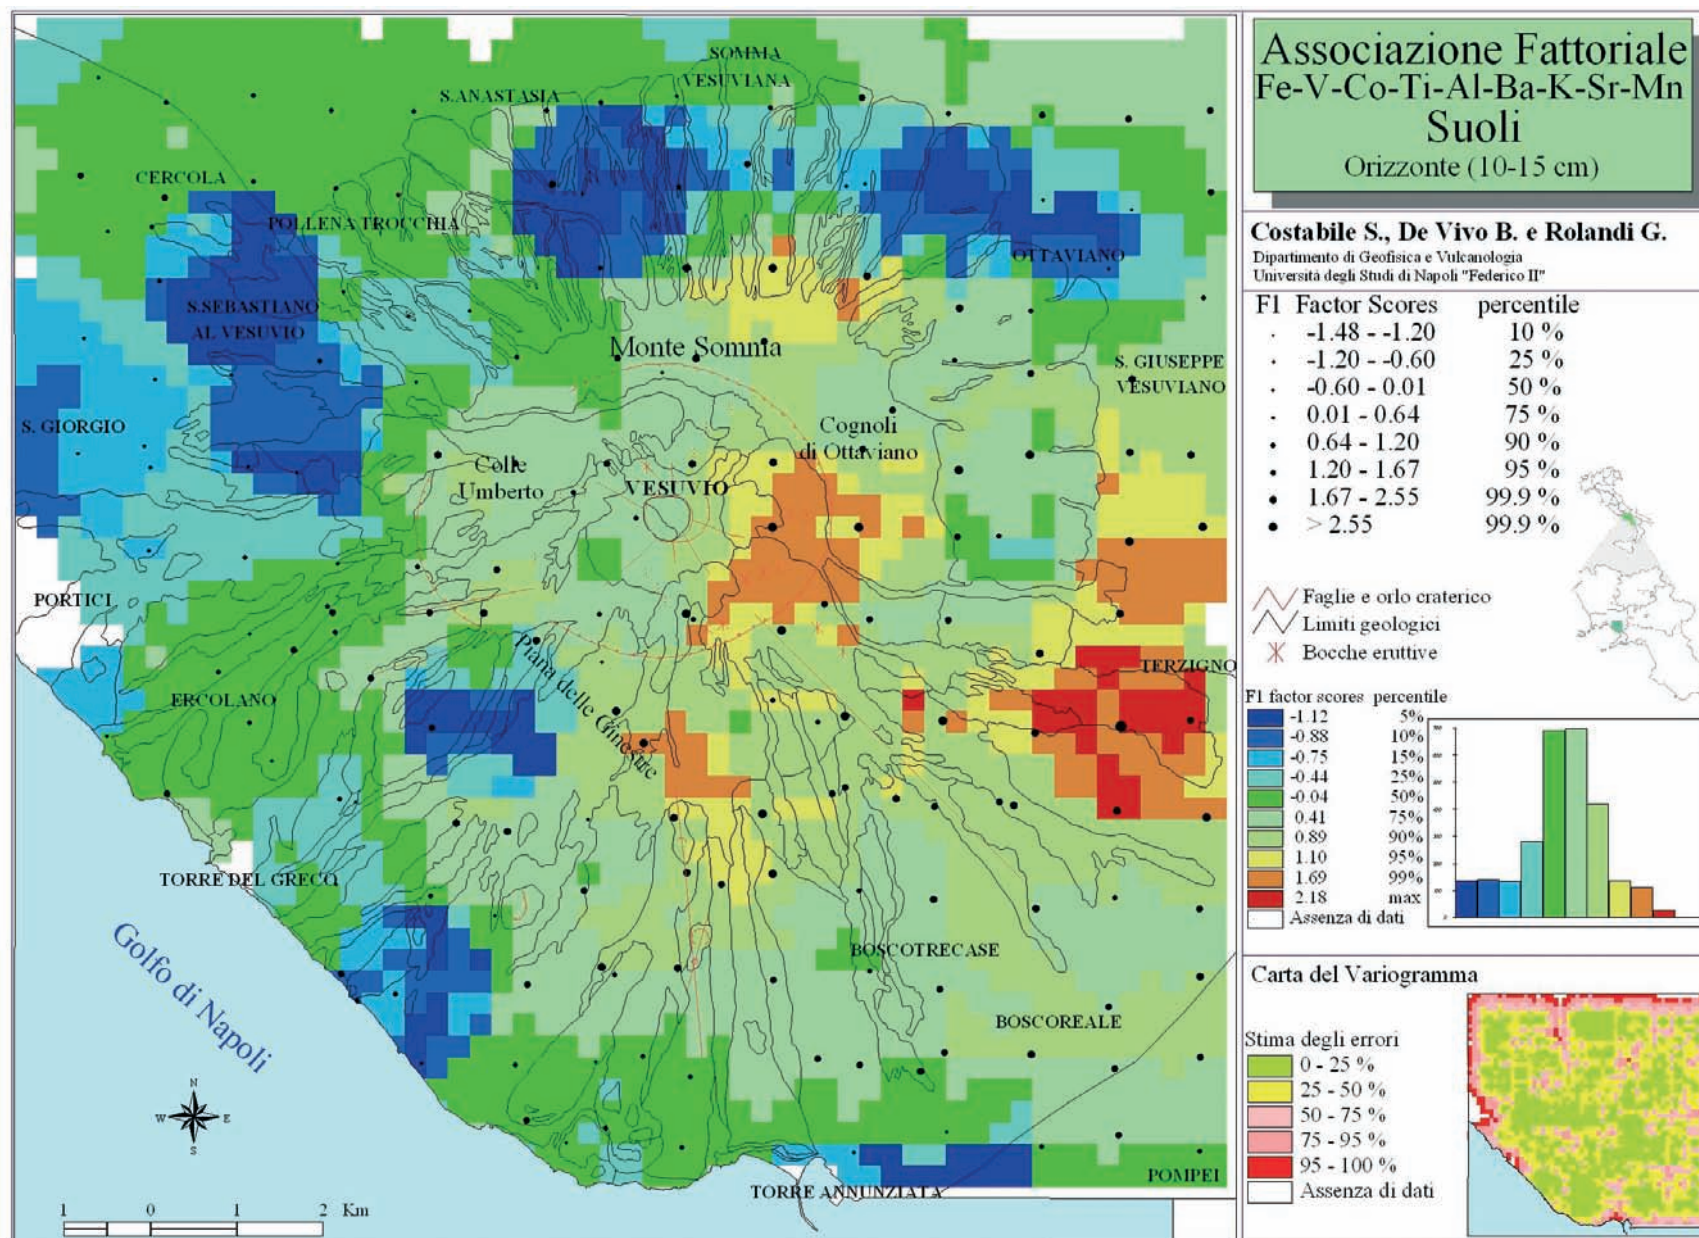 SOMMA
VESUVIANA
S.ANASTASIA
CERCOLA
POLLENA TROCCHIA
OTTAVIANO
S.SEBASTIANO
AL VESUVIO
Monte Somma
S. GIUSEPPE
VESUVIANO
S. GIORGIO
Cognoli
di Ottaviano
Colle
Umberto
VESUVIO
PORTICI
Piana delle Ginestre
TERZIGNO
ERCOLANO
TORRE DEL GRECO
Golfo di Napoli
BOSCOTRECASE
BOSCOREALE
N
W E
S
POMPEI
TORRE ANNUNZIATA
1 0 1 2 Km
Associazione Fattoriale
Fe-V-Co-Ti-Al-Ba-K-Sr-Mn
Suoli
Orizzonte (10-15 cm)
Costabile S., De Vivo B. e Rolandi G.
Dipartimento di Geofisica e Vulcanologia
Università degli Studi di Napoli "Federico II"
F1 Factor Scores percentile
-1.48 - -1.20 10 %
-1.20 - -0.60 25 %
-0.60 - 0.01 50 %
0.01 - 0.64 75 %
0.64 - 1.20 90 %
1.20 - 1.67 95 %
1.67 - 2.55 99.9 %
> 2.55 99.9 %
Faglie e orlo craterico
Limiti geologici
Bocche eruttive
F1 factor scores percentile
-1.12 5%
-0.88 10%
-0.75 15%
-0.44 25%
-0.04 50%
0.41 75%
0.89 90%
1.10 95%
1.69 99%
2.18 max
Assenza di dati
Carta del Variogramma
Stima degli errori
0 - 25 %
25 - 50 %
50 - 75 %
75 - 95 %
95 - 100 %
Assenza di dati